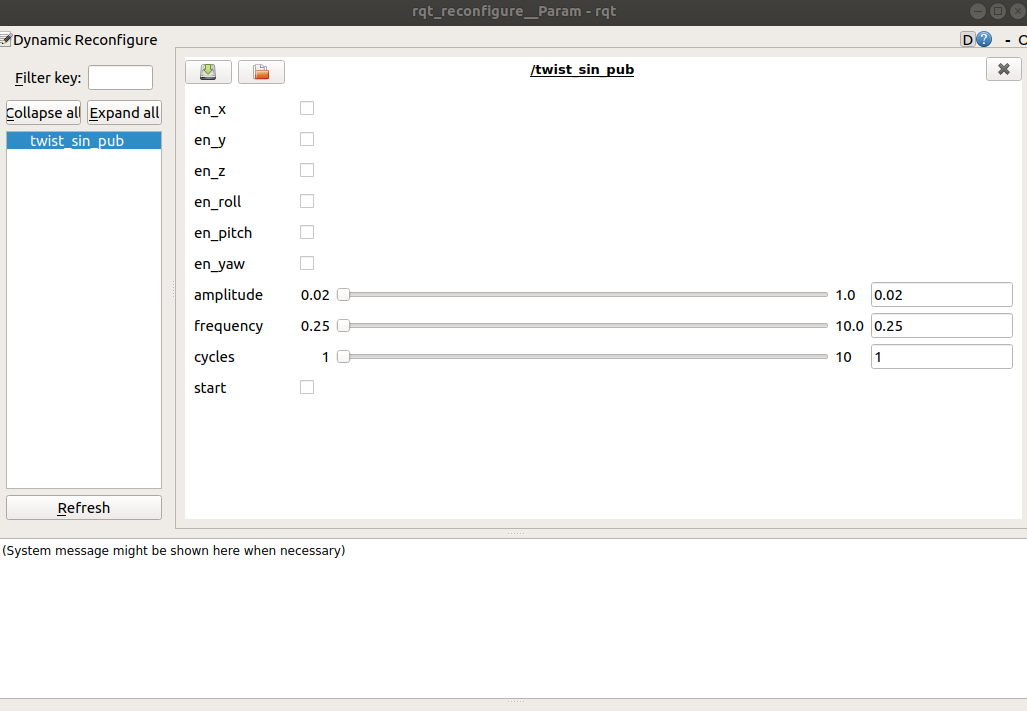 rqt_reconfigure__Param - rqt
Dynamic Reconfigure
D ? - O
Filter key:
Collapse all Expand all
twist_sin_pub
Refresh
/twist_sin_pub
en_x
en_y
en_z
en_roll
en_pitch
en_yaw
amplitude 0.02 1.0 0.02
frequency 0.25 10.0 0.25
cycles 1 10 1
start
(System message might be shown here when necessary)